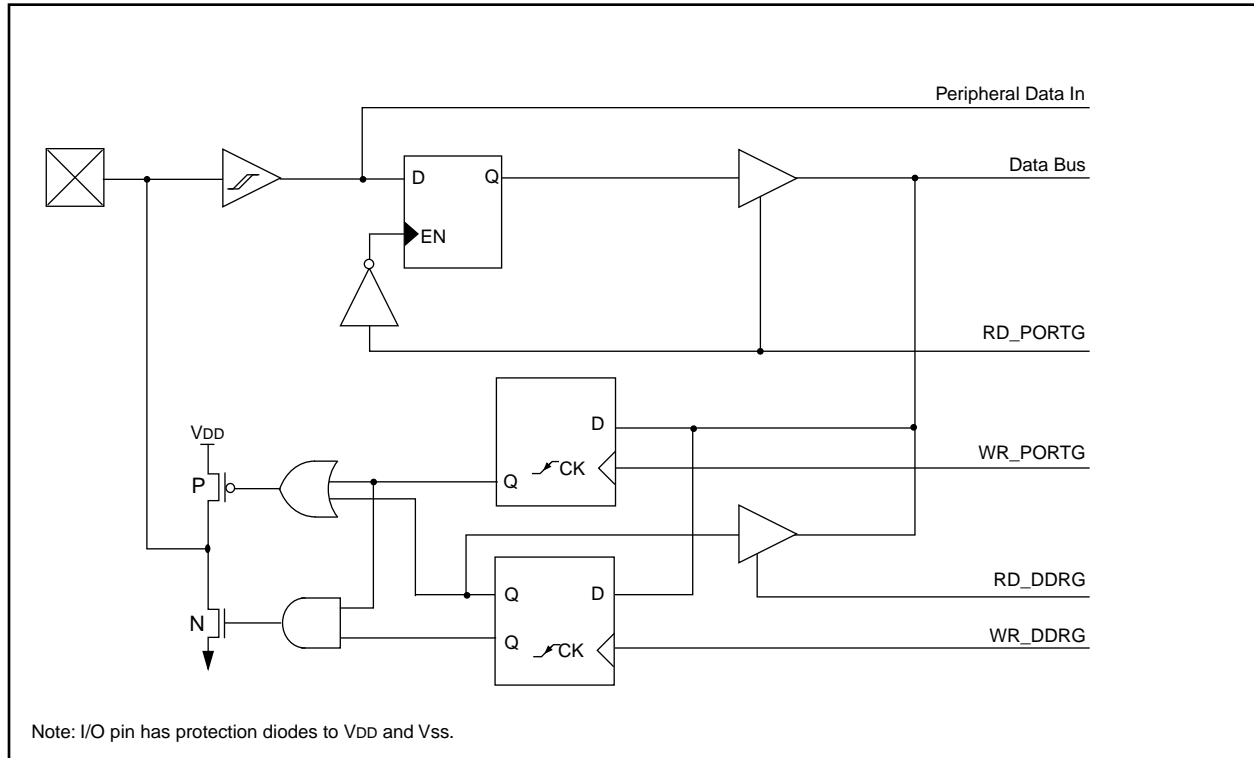 Peripheral Data In
D
Q
Data Bus
EN
RD_PORTG
D
VDD
WR_PORTG
P
Q
CK
RD_DDRG
Q
D
N
Q
CK
WR_DDRG
Note: I/O pin has protection diodes to VDD and Vss.